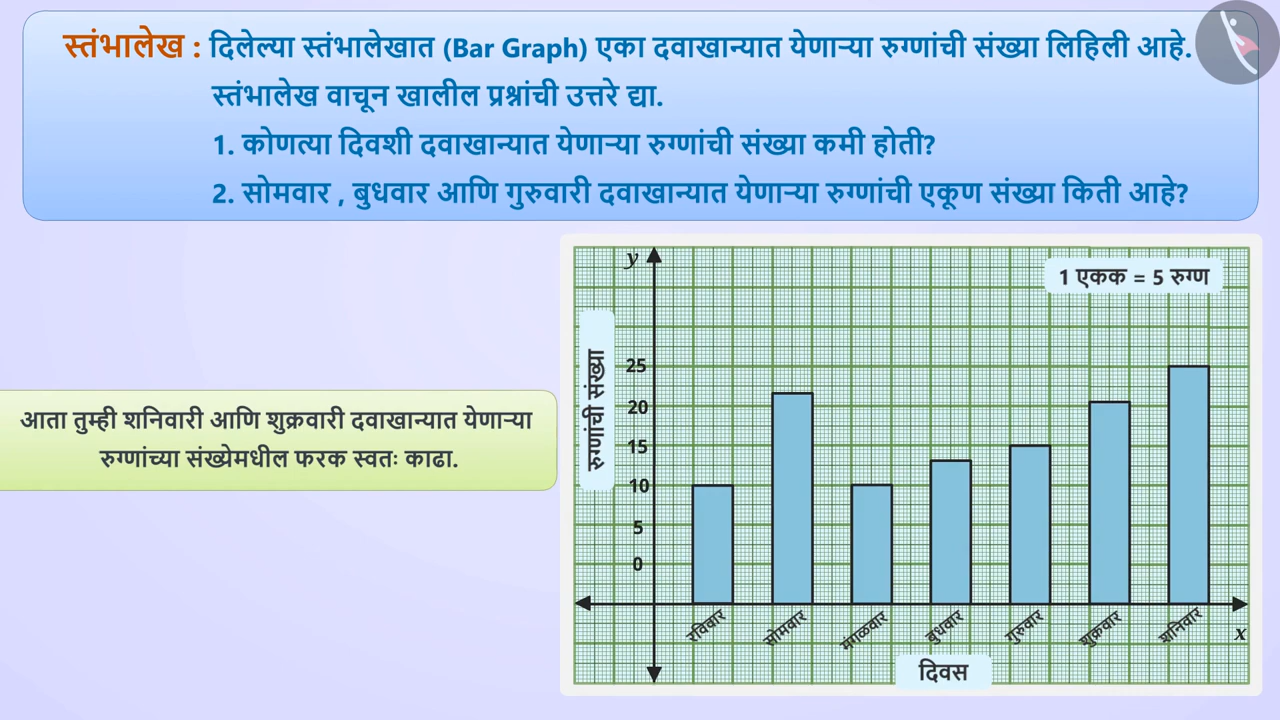 स्तंभालेख : दिलेल्या स्तंभालेखात (Bar Graph) एका दवाखान्यात येणाऱ्या रुग्णांची संख्या लिहिली आहे.
स्तंभालेख वाचून खालील प्रश्नांची उत्तरे द्या.
1. कोणत्या दिवशी दवाखान्यात येणाऱ्या रुग्णांची संख्या कमी होती?
2. सोमवार , बुधवार आणि गुरुवारी दवाखान्यात येणाऱ्या रुग्णांची एकूण संख्या किती आहे?
आता तुम्ही शनिवारी आणि शुक्रवारी दवाखान्यात येणाऱ्या
रुग्णांच्या संख्येमधील फरक स्वतः काढा.
y
1 एकक = 5 रुग्ण
रुग्णांची संख्या
25
20
15
10
5
0
रविवार
सोमवार
मंगळवार
बुधवार
गुरुवार
शुक्रवार
शनिवार
x
दिवस